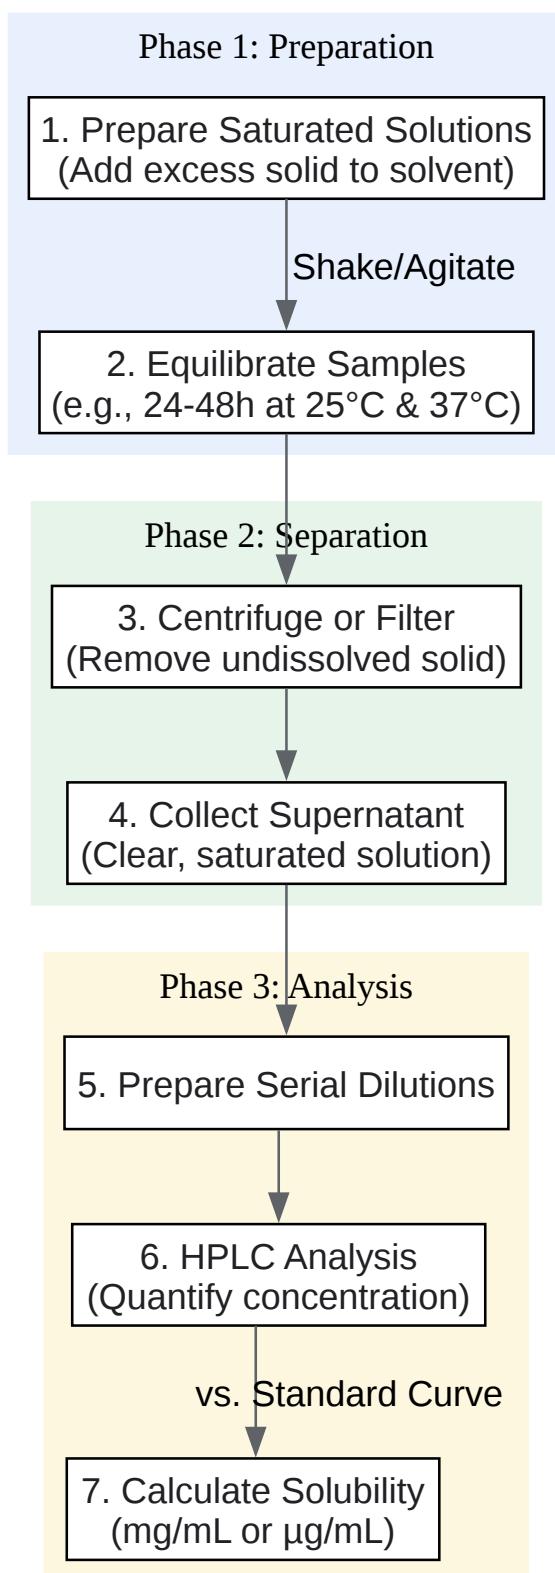 Phase 1: Preparation
1. Prepare Saturated Solutions
(Add excess solid to solvent)
Shake/Agitate
2. Equilibrate Samples
(e.g., 24-48h at 25°C & 37°C)
Phase 2: Separation
3. Centrifuge or Filter
(Remove undissolved solid)
4. Collect Supernatant
(Clear, saturated solution)
Phase 3: Analysis
5. Prepare Serial Dilutions
6. HPLC Analysis
(Quantify concentration)
vs. Standard Curve
7. Calculate Solubility
(mg/mL or µg/mL)